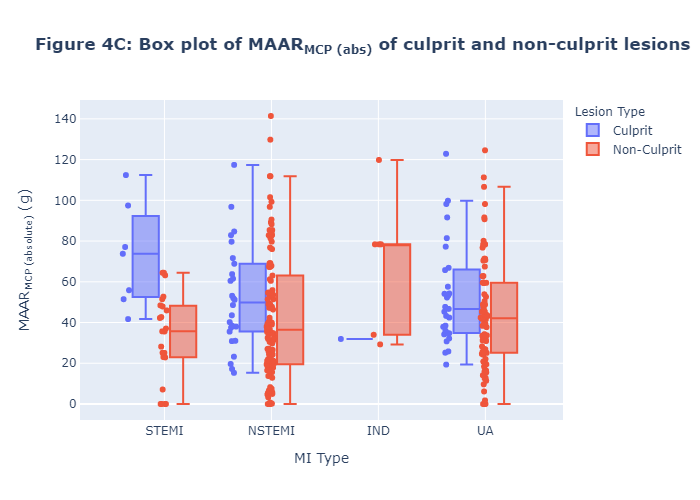 Figure 4C: Box plot of MAAR_MCP (abs) of culprit and non-culprit lesions
Lesion Type
Culprit
Non-Culprit
MAAR_MCP (absolute) (g)
140
120
100
80
60
40
20
0
STEMI NSTEMI IND UA
MI Type